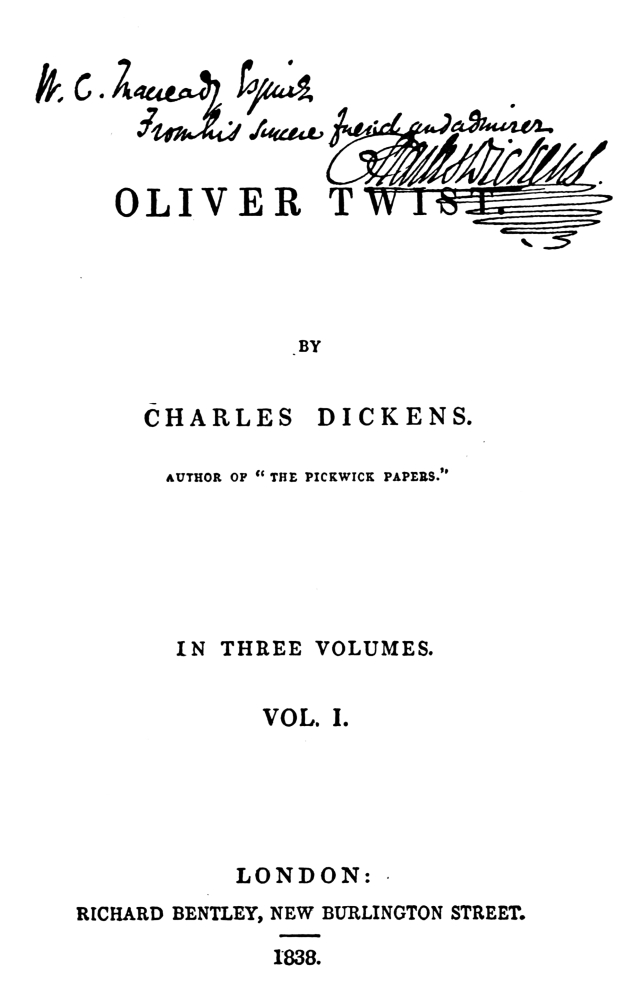 W. C. Macready Esquire
From his sincere friend and admirer
Charles Dickens.
OLIVER TWIST.
BY
CHARLES DICKENS.
AUTHOR OF “THE PICKWICK PAPERS.”
IN THREE VOLUMES.
VOL. I.
LONDON:
RICHARD BENTLEY, NEW BURLINGTON STREET.
1838.